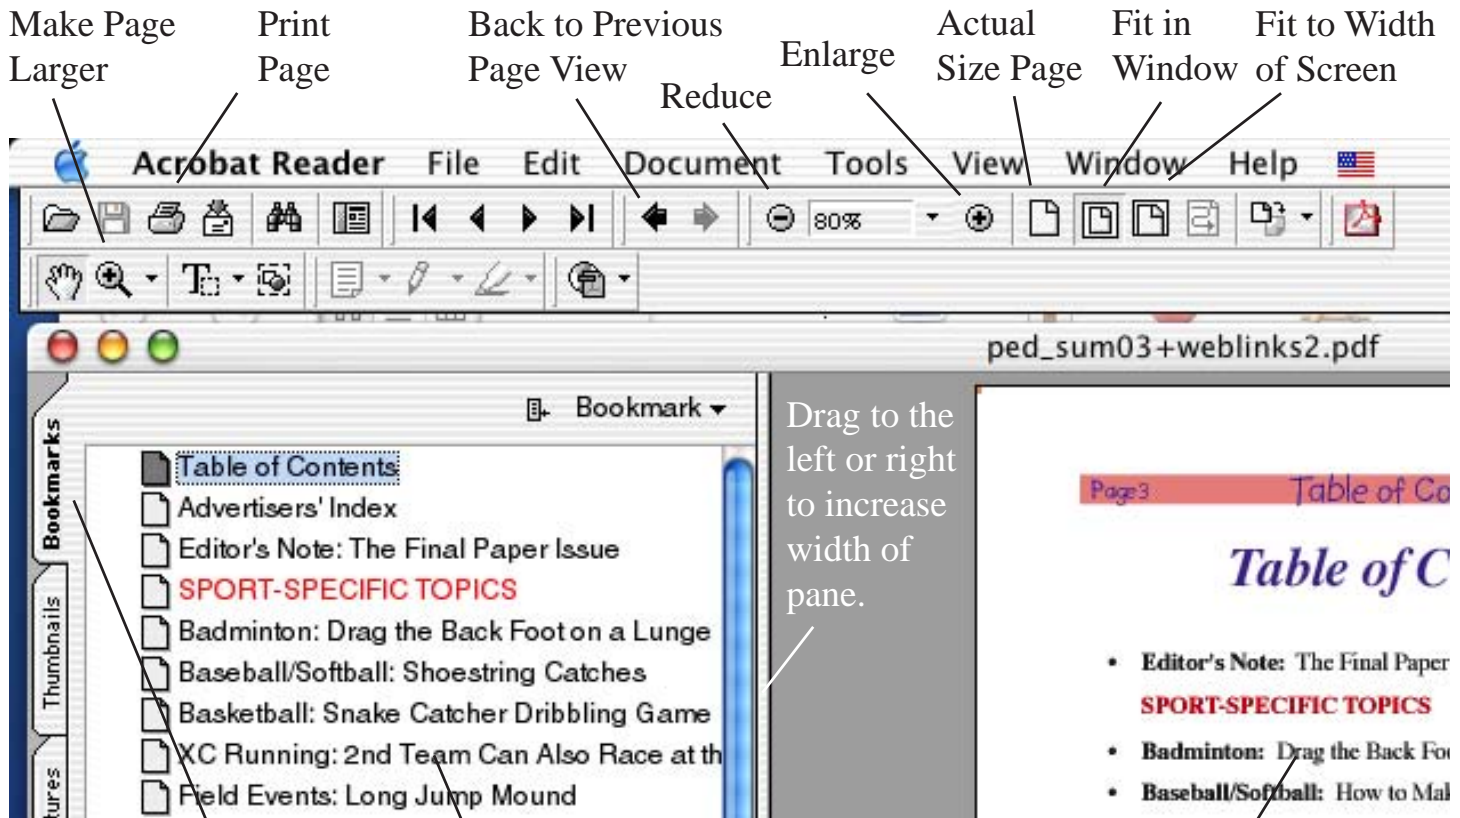 Make Page Larger
Print Page
Back to Previous Page View
Reduce
Enlarge
Actual Size Page
Fit in Window
Fit to Width of Screen
Acrobat Reader File Edit Document Tools View Window Help
80%
T
ped_sum03+weblinks2.pdf
Bookmarks
Thumbnails
tures
Bookmark
Table of Contents
Advertisers' Index
Editor's Note: The Final Paper Issue
SPORT-SPECIFIC TOPICS
Badminton: Drag the Back Foot on a Lunge
Baseball/Softball: Shoestring Catches
Basketball: Snake Catcher Dribbling Game
XC Running: 2nd Team Can Also Race at th
Field Events: Long Jump Mound
Drag to the
left or right
to increase
width of
pane.
Page 3 Table of Co
Table of C
• Editor's Note: The Final Paper
SPORT-SPECIFIC TOPICS
• Badminton: Drag the Back Foo
• Baseball/Softball: How to Mak